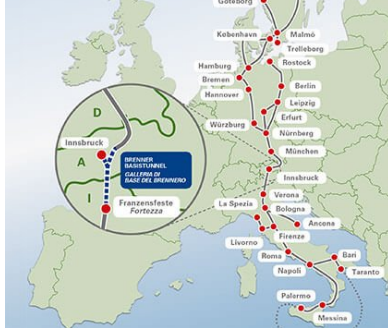 Göteborg
København
Malmö
Trelleborg
Hamburg
Rostock
Bremen
Berlin
Hannover
Leipzig
Erfurt
Würzburg
Nürnberg
München
Innsbruck
D
Innsbruck
A
BRENNER
BASISTUNNEL
GALLERIA DI
BASE DEL BRENNERO
I
Franzensfeste
Fortezza
Verona
La Spezia
Bologna
Ancona
Livorno
Firenze
Roma
Bari
Napoli
Taranto
Palermo
Messina